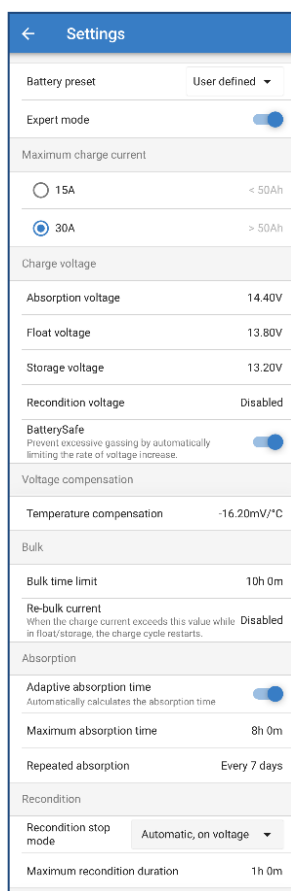 Settings
Battery preset User defined
Expert mode
Maximum charge current
15A < 50Ah
30A > 50Ah
Charge voltage
Absorption voltage 14.40V
Float voltage 13.80V
Storage voltage 13.20V
Recondition voltage Disabled
BatterySafe
Prevent excessive gassing by automatically
limiting the rate of voltage increase.
Voltage compensation
Temperature compensation -16.20mV/°C
Bulk
Bulk time limit 10h 0m
Re-bulk current
When the charge current exceeds this value while Disabled
in float/storage, the charge cycle restarts.
Absorption
Adaptive absorption time
Automatically calculates the absorption time
Maximum absorption time 8h 0m
Repeated absorption Every 7 days
Recondition
Recondition stop
mode Automatic, on voltage
Maximum recondition duration 1h 0m